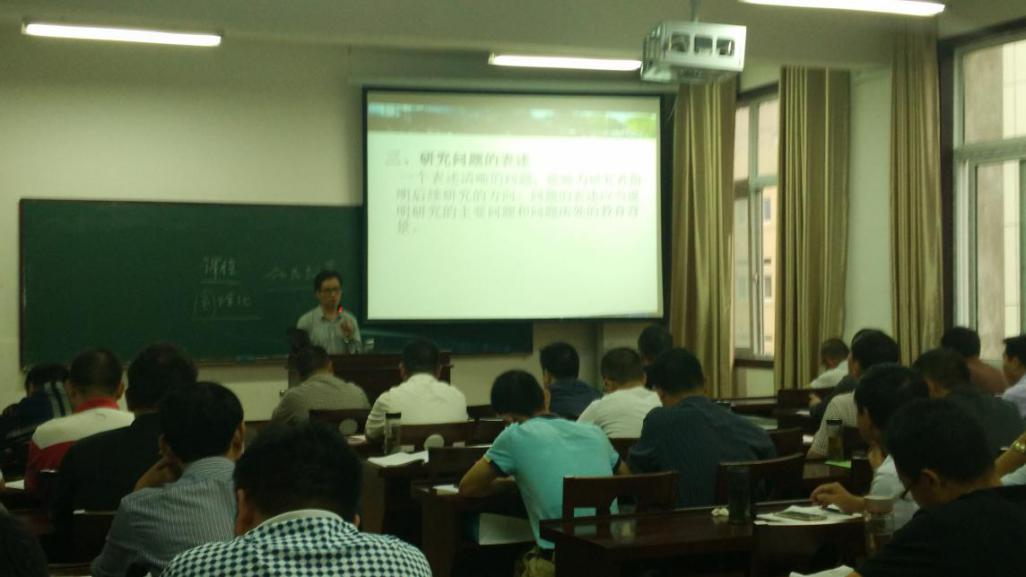 三、研究问题的表述
一个表述清晰的问题，能够为研究者指
明后续研究的方向。问题的表述应当说
明研究的主要问题和问题所处的教育背
景。
课程